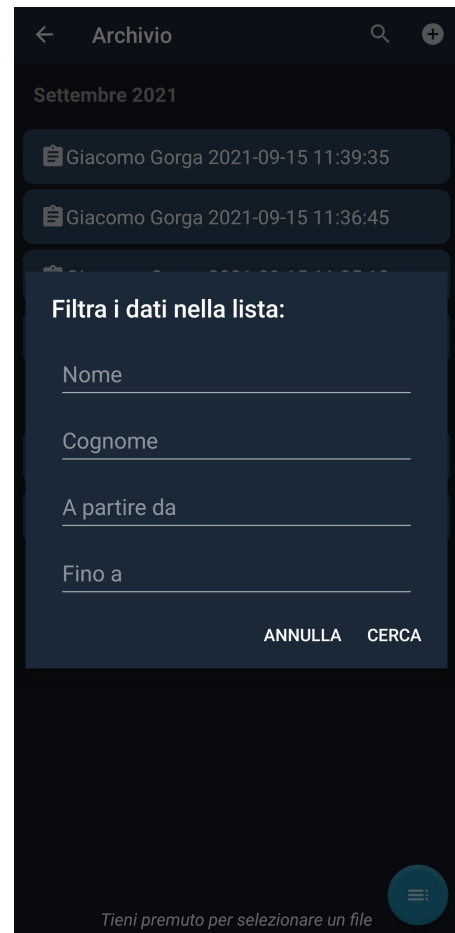 Archivio
Settembre 2021
Giacomo Gorga 2021-09-15 11:39:35
Giacomo Gorga 2021-09-15 11:36:45
Filtra i dati nella lista:
Nome
Cognome
A partire da
Fino a
ANNULLA CERCA
Tieni premuto per selezionare un file